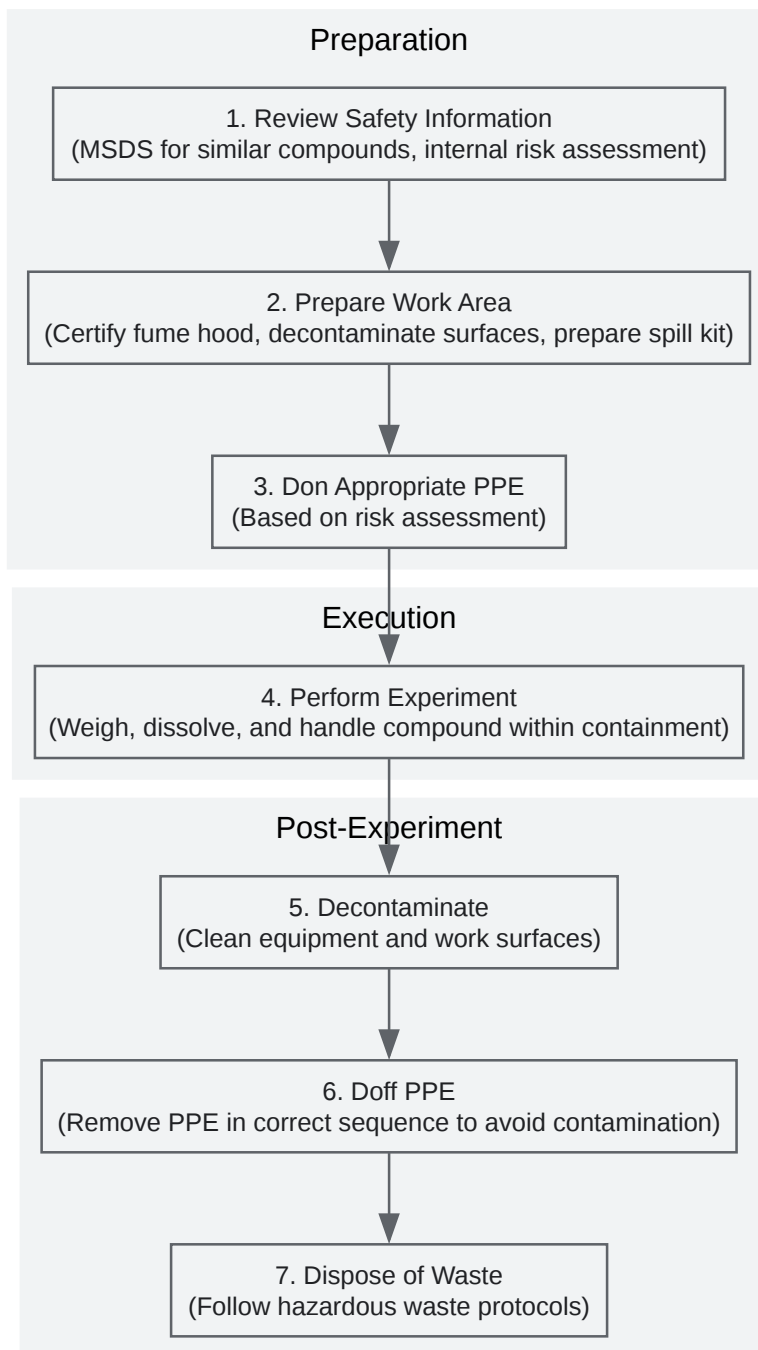 Preparation
1. Review Safety Information
(MSDS for similar compounds, internal risk assessment)
2. Prepare Work Area
(Certify fume hood, decontaminate surfaces, prepare spill kit)
3. Don Appropriate PPE
(Based on risk assessment)
Execution
4. Perform Experiment
(Weigh, dissolve, and handle compound within containment)
Post-Experiment
5. Decontaminate
(Clean equipment and work surfaces)
6. Doff PPE
(Remove PPE in correct sequence to avoid contamination)
7. Dispose of Waste
(Follow hazardous waste protocols)